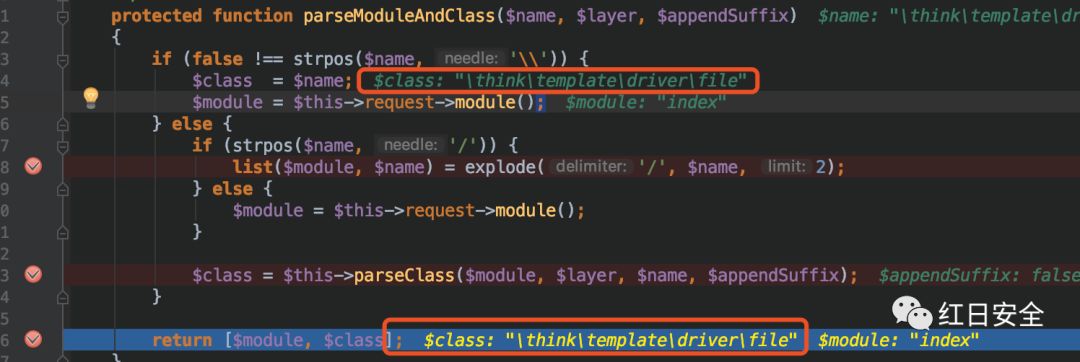 1 protected function parseModuleAndClass($name, $layer, $appendSuffix) $name: "\think\template\dr
2 {
3 if (false !== strpos($name, needle: '\\')) {
4 $class = $name; $class: "\think\template\driver\file"
5 $module = $this->request->module(); $module: "index"
6 } else {
7 if (strpos($name, needle: '/')) {
8 list($module, $name) = explode( delimiter: '/', $name, limit: 2);
9 } else {
0 $module = $this->request->module();
1 }
2
3 $class = $this->parseClass($module, $layer, $name, $appendSuffix); $appendSuffix: false
4 }
5
6 return [$module, $class]; $class: "\think\template\driver\file" $module: "index"
}
红日安全